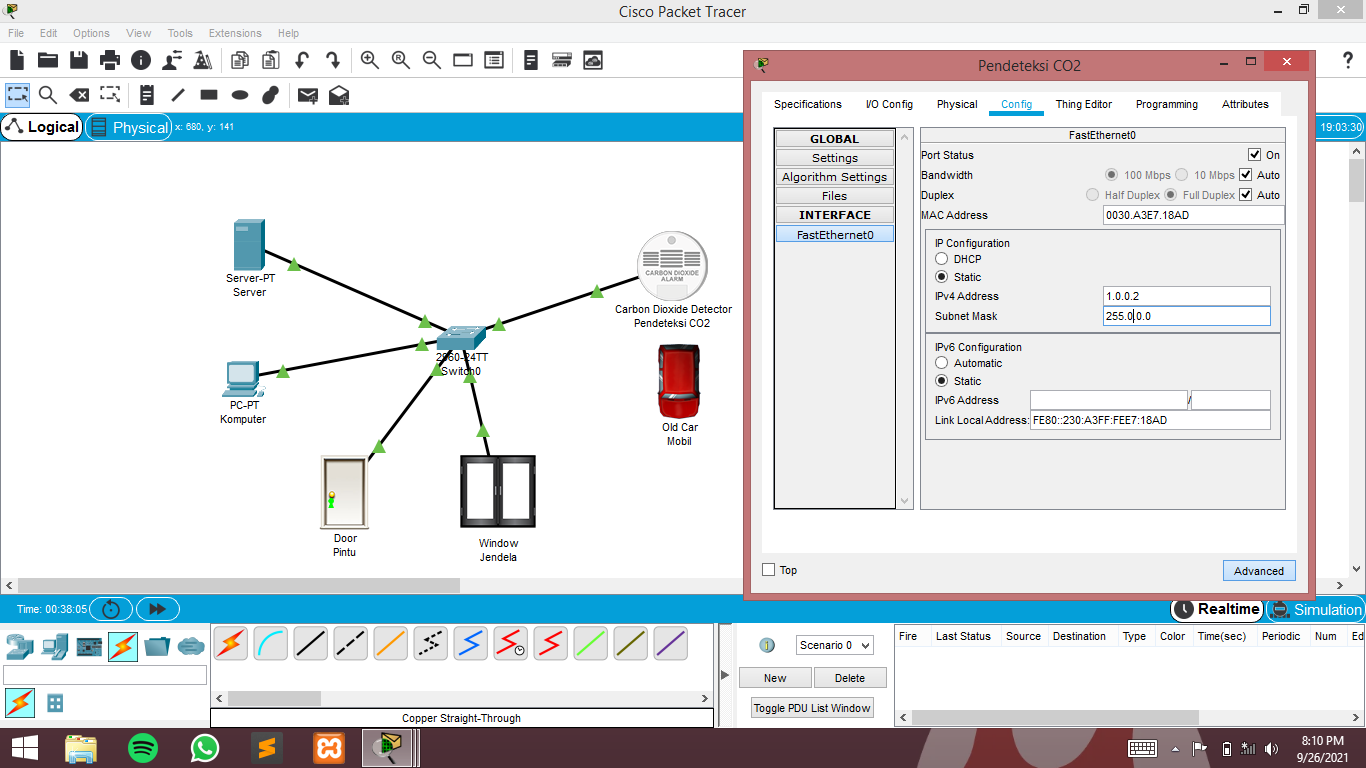 Cisco Packet Tracer
File Edit Options View Tools Extensions Help
Logical
Physical
x: 680, y: 141
19:03:30
Server-PT
Server
PC-PT
Komputer
2960-24TT
Switch0
CARBON DIOXIDE
ALARM
Carbon Dioxide Detector
Pendeteksi CO2
Old Car
Mobil
Door
Pintu
Window
Jendela
Pendeteksi CO2
Specifications I/O Config Physical Config Thing Editor Programming Attributes
GLOBAL
Settings
Algorithm Settings
Files
INTERFACE
FastEthernet0
FastEthernet0
Port Status On
Bandwidth 100 Mbps 10 Mbps Auto
Duplex Half Duplex Full Duplex Auto
MAC Address 0030.A3E7.18AD
IP Configuration
DHCP
Static
IPv4 Address 1.0.0.2
Subnet Mask 255.0.0.0
IPv6 Configuration
Automatic
Static
IPv6 Address /
Link Local Address: FE80::230:A3FF:FEE7:18AD
Top
Advanced
Time: 00:38:05
Realtime
Simulation
Copper Straight-Through
Scenario 0
New Delete
Toggle PDU List Window
Fire Last Status Source Destination Type Color Time(sec) Periodic Num Edi
8:10 PM
9/26/2021